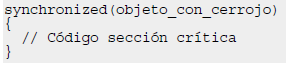 synchronized(objeto_con_cerrojo)
{
// Código sección crítica
}